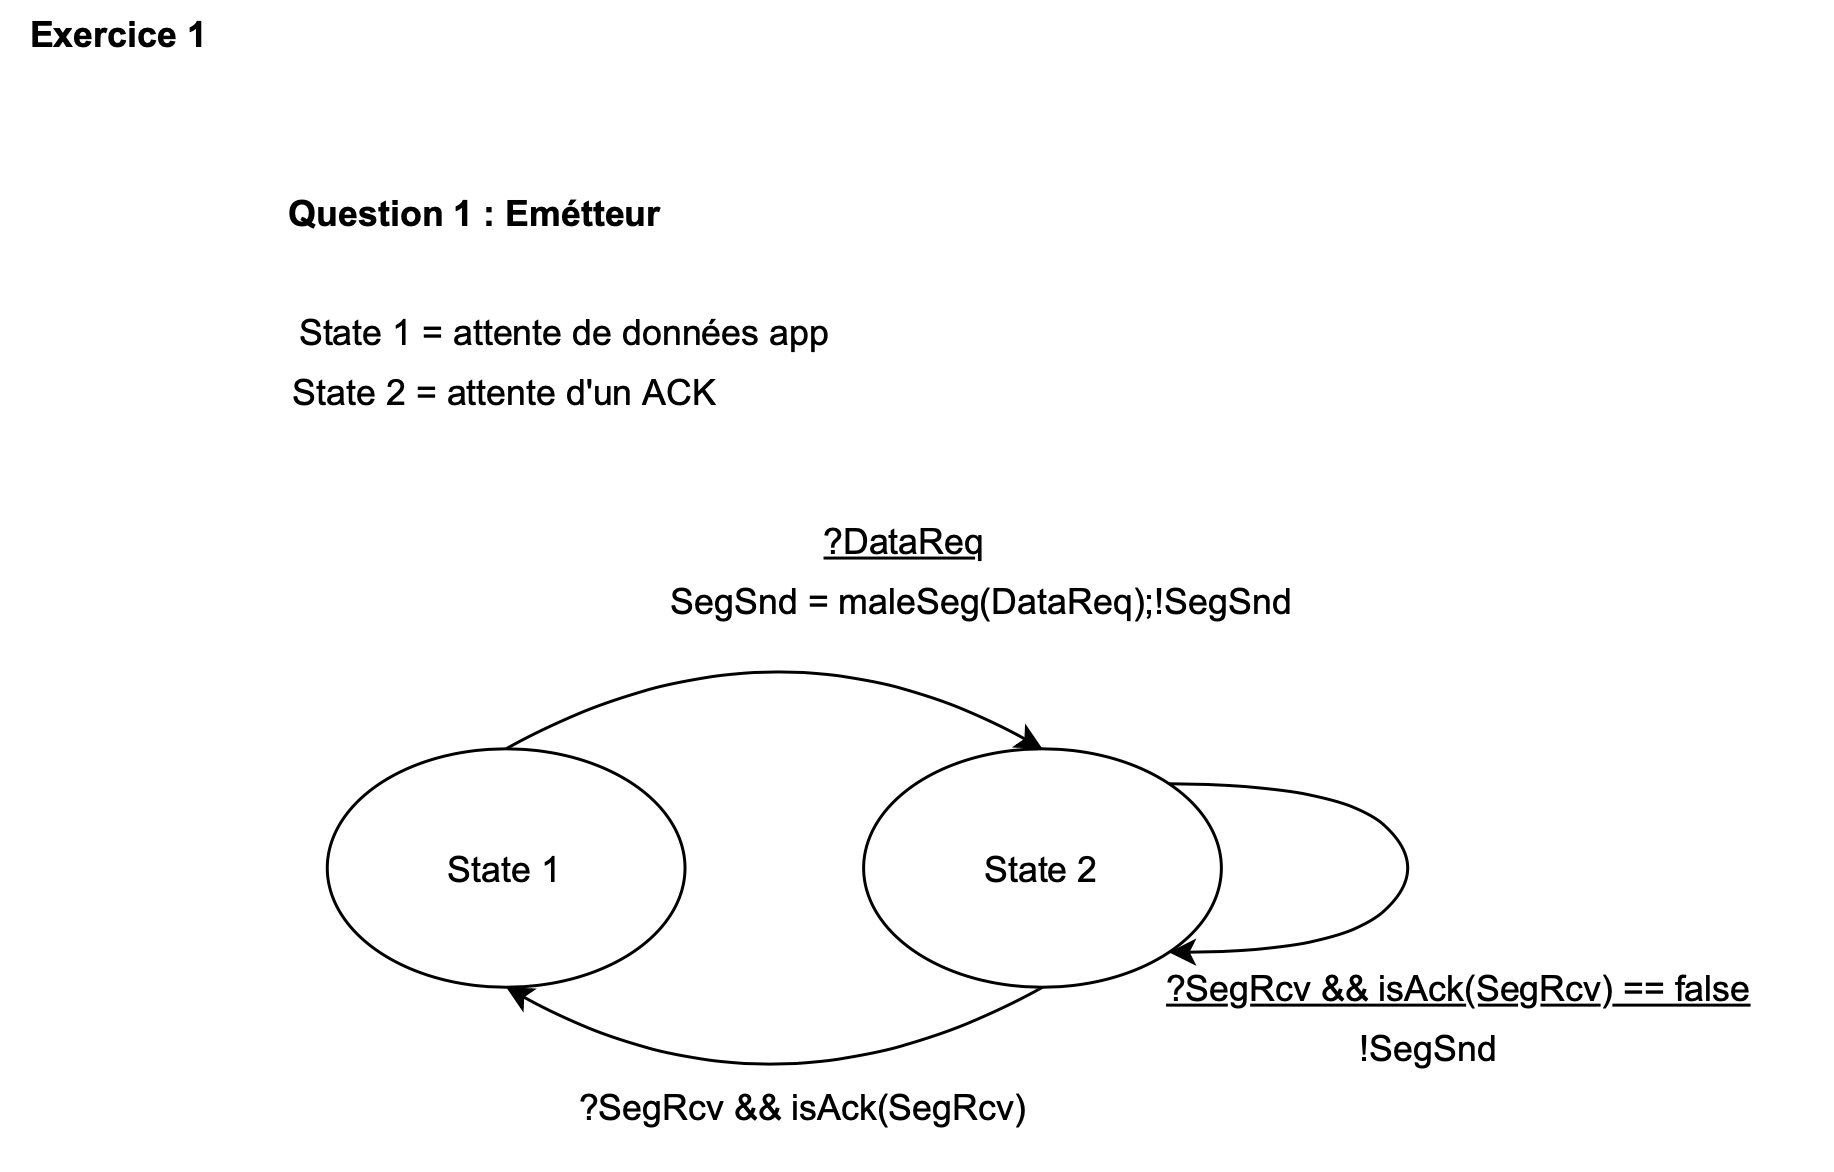 Exercice 1
Question 1 : Emétteur
State 1 = attente de données app
State 2 = attente d'un ACK
?DataReq
SegSnd = maleSeg(DataReq);!SegSnd
State 1
State 2
?SegRcv && isAck(SegRcv) == false
!SegSnd
?SegRcv && isAck(SegRcv)